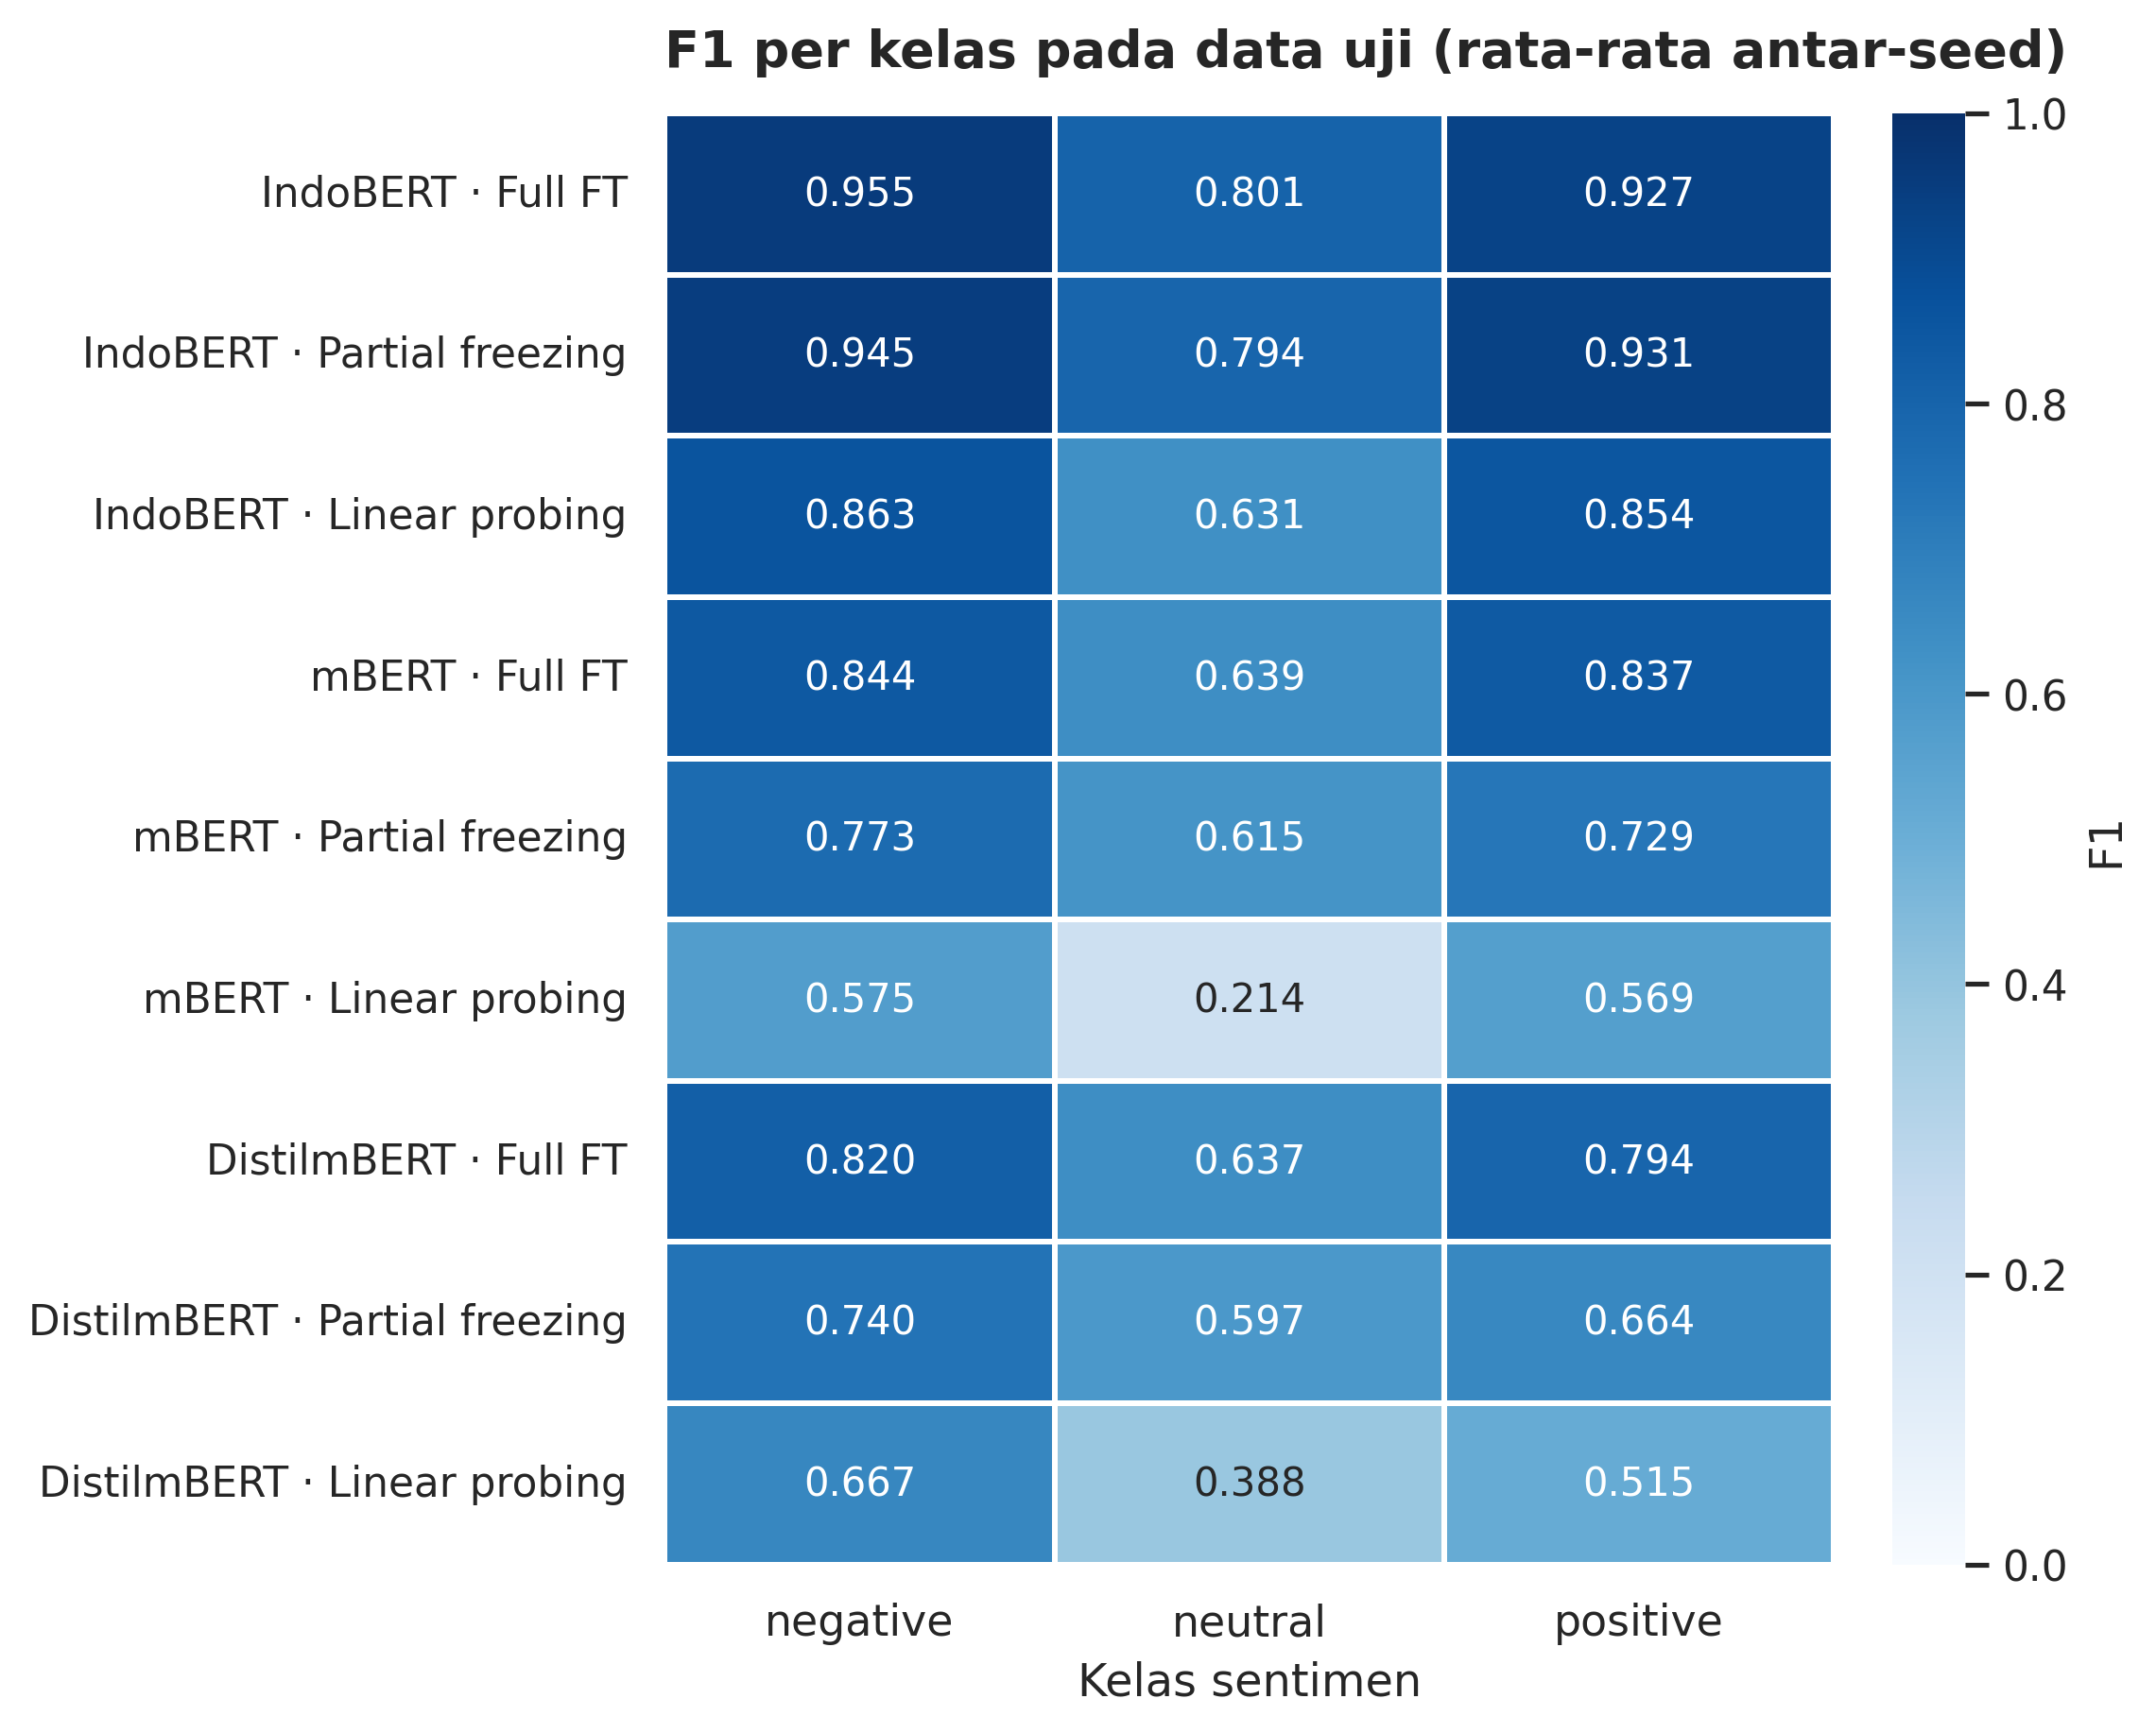 F1 per kelas pada data uji (rata-rata antar-seed)
IndoBERT · Full FT 0.955 0.801 0.927
IndoBERT · Partial freezing 0.945 0.794 0.931
IndoBERT · Linear probing 0.863 0.631 0.854
mBERT · Full FT 0.844 0.639 0.837
mBERT · Partial freezing 0.773 0.615 0.729
mBERT · Linear probing 0.575 0.214 0.569
DistilmBERT · Full FT 0.820 0.637 0.794
DistilmBERT · Partial freezing 0.740 0.597 0.664
DistilmBERT · Linear probing 0.667 0.388 0.515
negative neutral positive
Kelas sentimen
1.0
0.8
0.6
0.4
0.2
0.0
F1